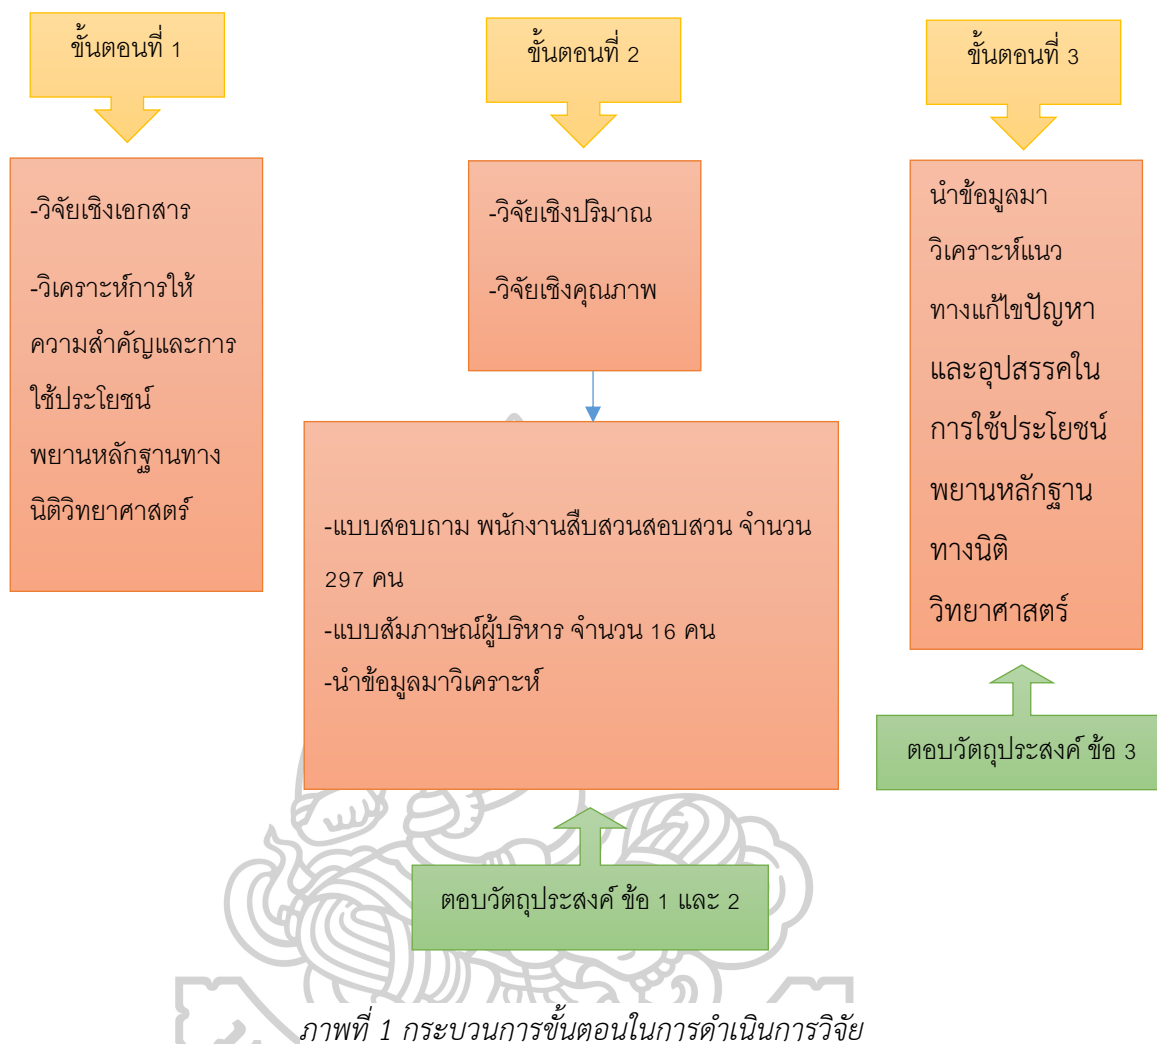 ขั้นตอนที่ 1
-วิจัยเชิงเอกสาร
-วิเคราะห์การให้
ความสำคัญและการ
ใช้ประโยชน์
พยานหลักฐานทาง
นิติวิทยาศาสตร์
ขั้นตอนที่ 2
-วิจัยเชิงปริมาณ
-วิจัยเชิงคุณภาพ
-แบบสอบถาม พนักงานสืบสวนสอบสวน จำนวน
297 คน
-แบบสัมภาษณ์ผู้บริหาร จำนวน 16 คน
-นำข้อมูลมาวิเคราะห์
ตอบวัตถุประสงค์ ข้อ 1 และ 2
ขั้นตอนที่ 3
นำข้อมูลมา
วิเคราะห์แนว
ทางแก้ไขปัญหา
และอุปสรรคใน
การใช้ประโยชน์
พยานหลักฐาน
ทางนิติ
วิทยาศาสตร์
ตอบวัตถุประสงค์ ข้อ 3
ภาพที่ 1 กระบวนการขั้นตอนในการดำเนินการวิจัย